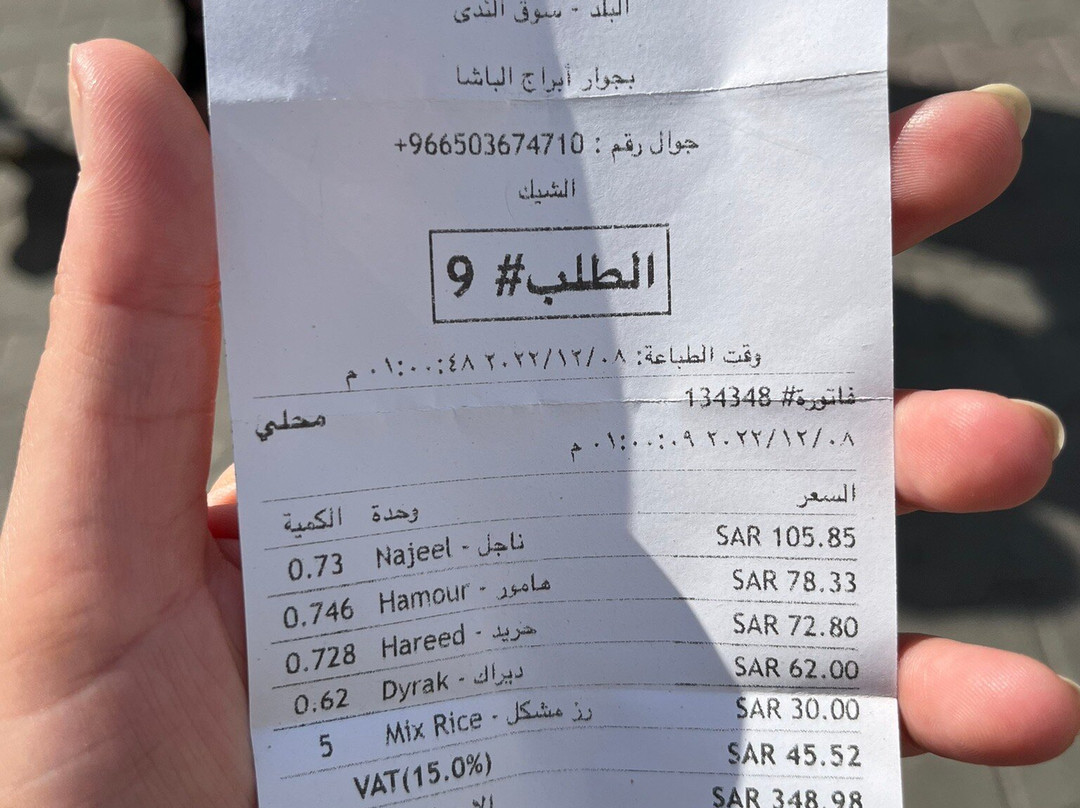 البلد - سوق الندى
بجوار أبراج الباشا
جوال رقم : 966503674710+
الشيك
الطلب# 9
وقت الطباعة: ٢٠٢٢/١٢/٠٨ ٠١:٠٠:٤٨ م
فاتورة# 134348
محلي
٢٠٢٢/١٢/٠٨ ٠١:٠٠:٠٩ م
الكمية وحدة السعر
0.73 Najeel - ناجل SAR 105.85
0.746 Hamour - هامور SAR 78.33
0.728 Hareed - حريد SAR 72.80
0.62 Dyrak - ديراك SAR 62.00
5 Mix Rice - رز مشكل SAR 30.00
VAT(15.0%) SAR 45.52
SAR 348.98